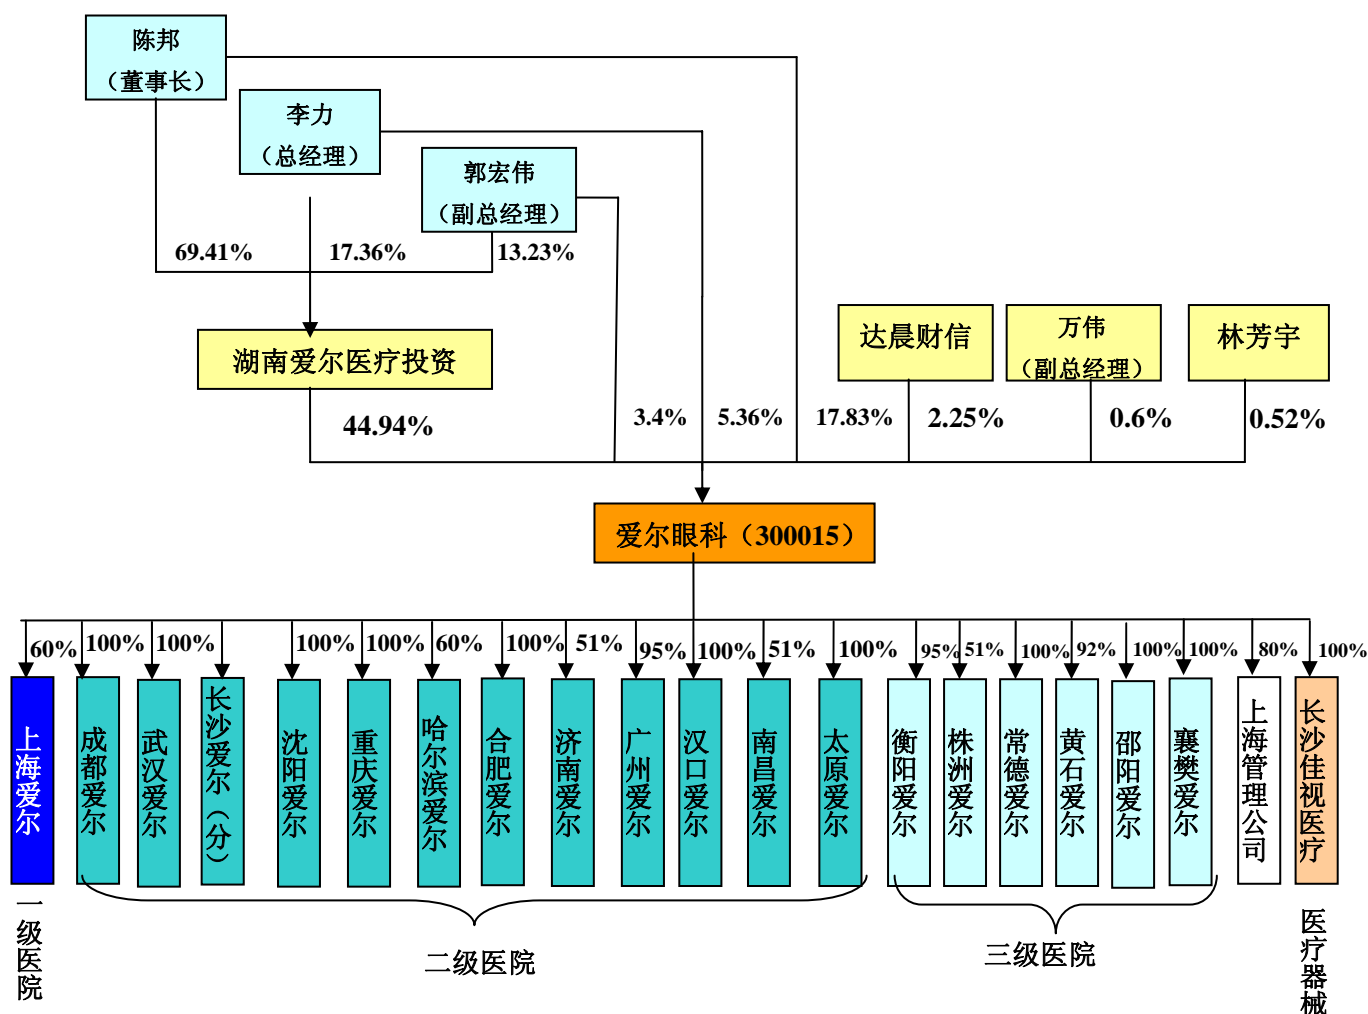 陈邦
（董事长）
李力
（总经理）
郭宏伟
（副总经理）
69.41%
17.36%
13.23%
湖南爱尔医疗投资
达晨财信
万伟
（副总经理）
林芳宇
44.94%
3.4%
5.36%
17.83%
2.25%
0.6%
0.52%
爱尔眼科（300015）
60%
100%
100%
100%
100%
60%
100%
51%
95%
100%
51%
100%
95%
51%
100%
92%
100%
100%
80%
100%
上海爱尔
成都爱尔
武汉爱尔
长沙爱尔（分）
沈阳爱尔
重庆爱尔
哈尔滨爱尔
合肥爱尔
济南爱尔
广州爱尔
汉口爱尔
南昌爱尔
太原爱尔
衡阳爱尔
株洲爱尔
常德爱尔
黄石爱尔
邵阳爱尔
襄樊爱尔
上海管理公司
长沙佳视医疗
一级医院
二级医院
三级医院
医疗器械